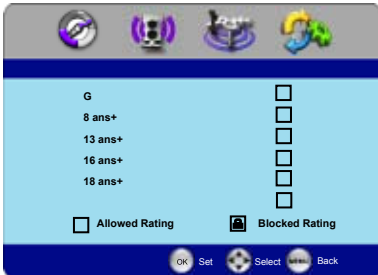 G
8 ans+
13 ans+
16 ans+
18 ans+
Allowed Rating Blocked Rating
OK Set Select MENU Back